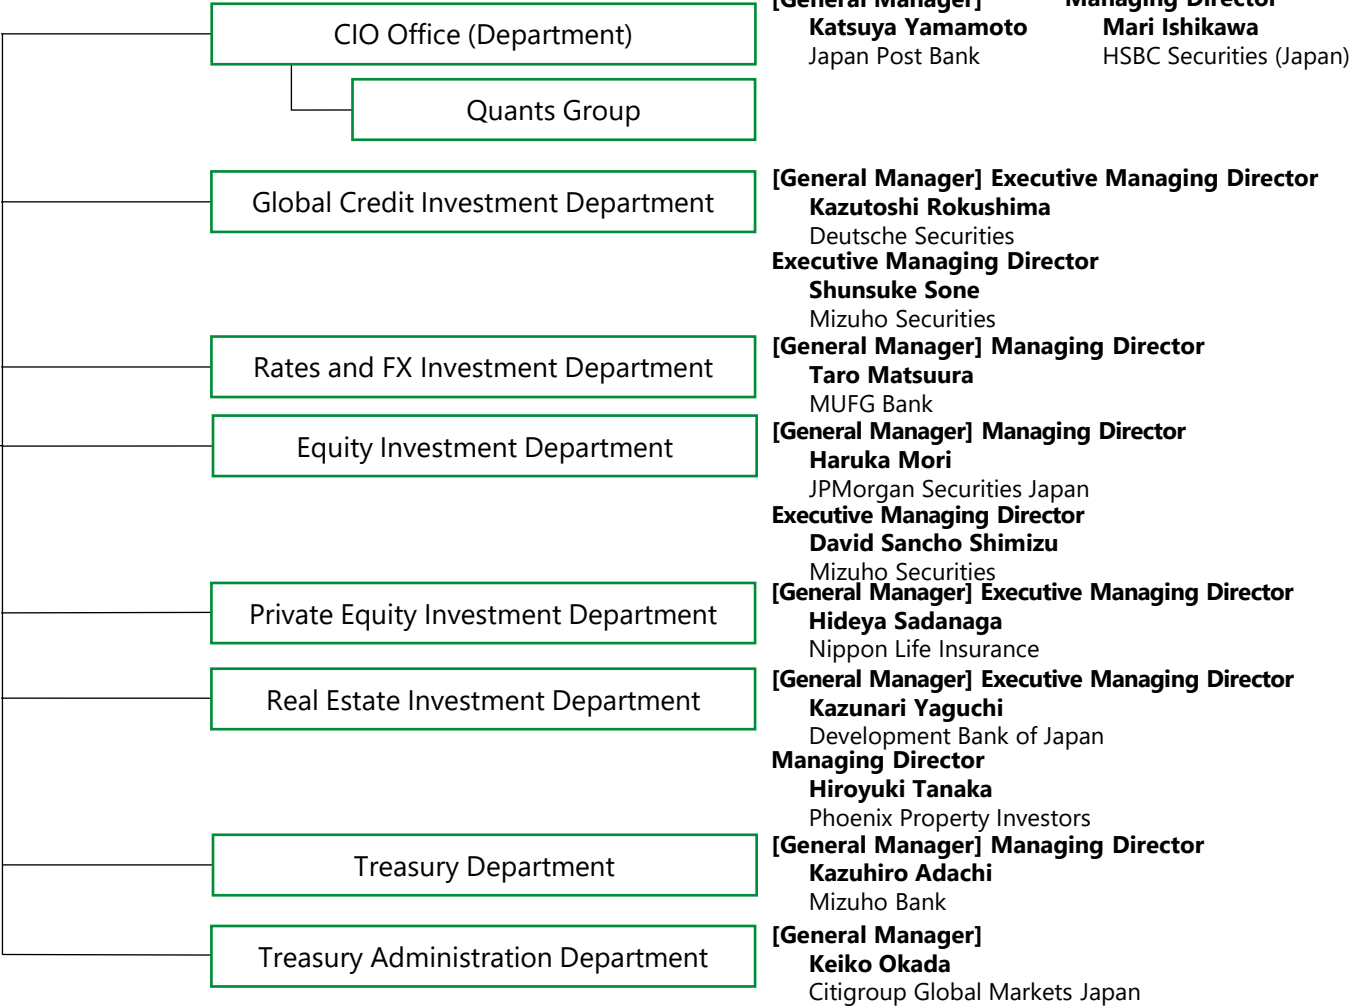 [General Manager] Managing Director
CIO Office (Department)
Katsuya Yamamoto Mari Ishikawa
Japan Post Bank HSBC Securities (Japan)
Quants Group
Global Credit Investment Department
[General Manager] Executive Managing Director
Kazutoshi Rokushima
Deutsche Securities
Executive Managing Director
Shunsuke Sone
Mizuho Securities
Rates and FX Investment Department
[General Manager] Managing Director
Taro Matsuura
MUFG Bank
Equity Investment Department
[General Manager] Managing Director
Haruka Mori
JPMorgan Securities Japan
Executive Managing Director
David Sancho Shimizu
Mizuho Securities
Private Equity Investment Department
[General Manager] Executive Managing Director
Hideya Sadanaga
Nippon Life Insurance
Real Estate Investment Department
[General Manager] Executive Managing Director
Kazunari Yaguchi
Development Bank of Japan
Managing Director
Hiroyuki Tanaka
Phoenix Property Investors
Treasury Department
[General Manager] Managing Director
Kazuhiro Adachi
Mizuho Bank
Treasury Administration Department
[General Manager]
Keiko Okada
Citigroup Global Markets Japan